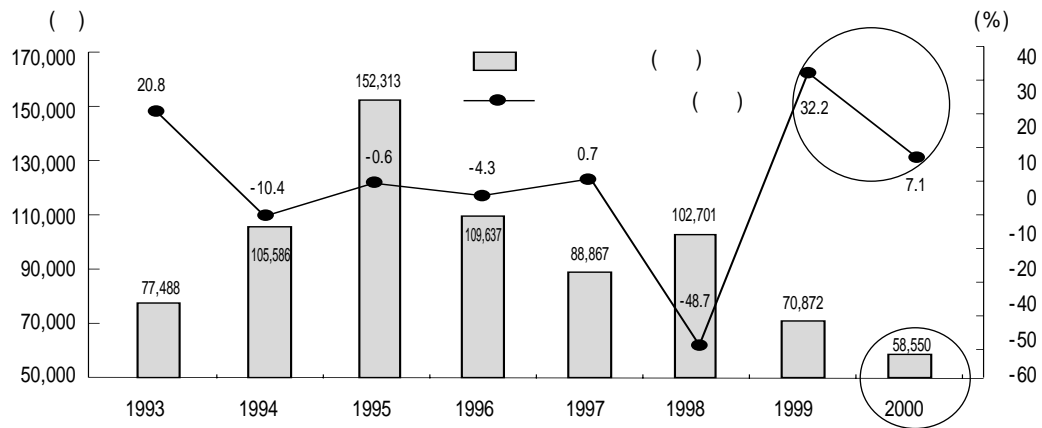 ( ) (%)
170,000 40
( )
152,313
20.8 30
150,000 ( )
32.2
20
130,000 -0.6 0.7 10
-4.3 7.1
-10.4 0
110,000 102,701
109,637 -10
105,586
90,000 88,867 -20
77,488 -48.7 -40
70,872
70,000 -50
58,550
50,000 -60
1993 1994 1995 1996 1997 1998 1999 2000